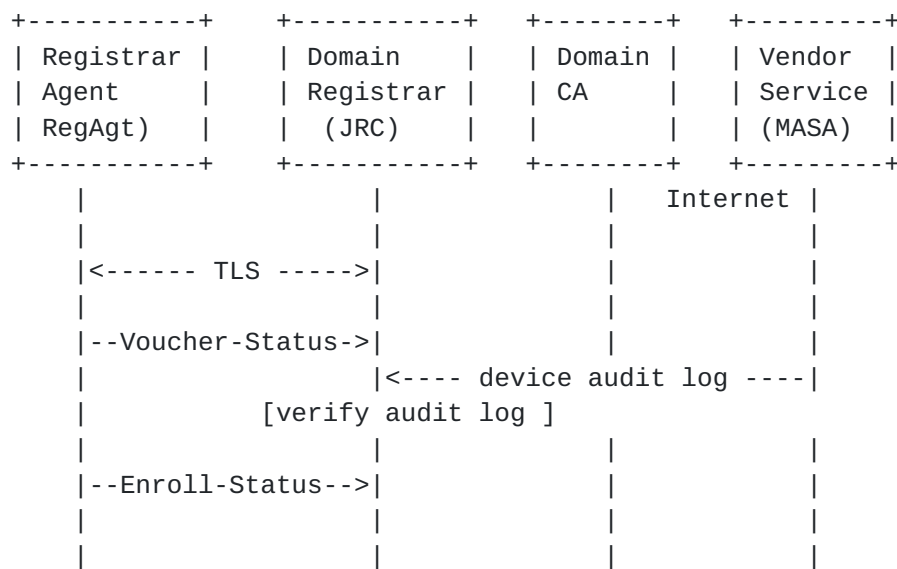 +-----------+    +-----------+   +--------+   +---------+
| Registrar |    | Domain    |   | Domain |   | Vendor  |
| Agent     |    | Registrar |   | CA     |   | Service |
| RegAgt)   |    |  (JRC)    |   |        |   | (MASA)  |
+-----------+    +-----------+   +--------+   +---------+
    |                 |              |   Internet |
    |                 |              |            |
    |<------ TLS ---->|              |            |
    |                 |              |            |
    |--Voucher-Status->|             |            |
    |                 |<---- device audit log ----|
    |           [verify audit log ]
    |                 |              |            |
    |--Enroll-Status-->|             |            |
    |                 |              |            |
    |                 |              |            |